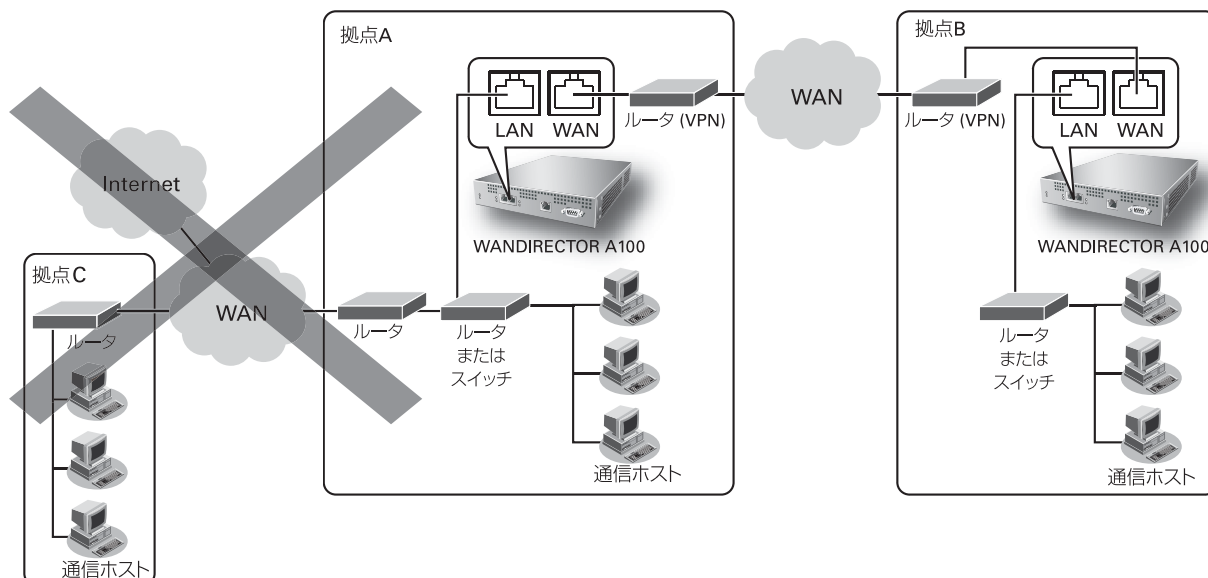 拠点A
LAN
WAN
ルータ (VPN)
WANDIRECTOR A100
ルータ
ルータ
または
スイッチ
通信ホスト
WAN
拠点B
ルータ (VPN)
LAN
WAN
WANDIRECTOR A100
ルータ
または
スイッチ
通信ホスト
Internet
WAN
拠点C
ルータ
通信ホスト